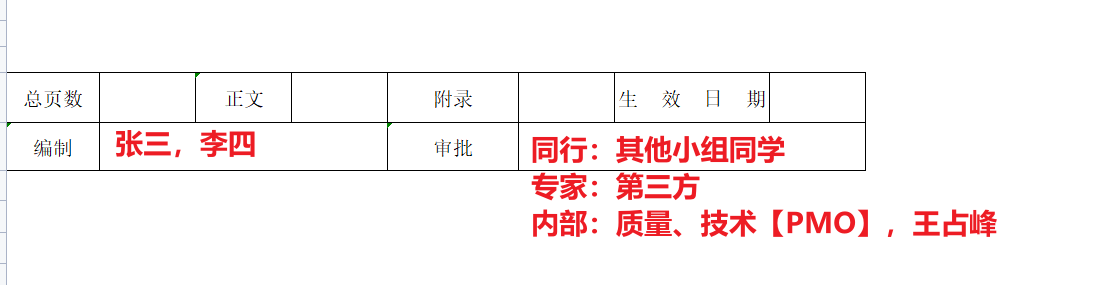 总页数 正文 附录 生效日期
编制 张三，李四 审批 同行：其他小组同学
专家：第三方
内部：质量、技术【PMO】，王占峰